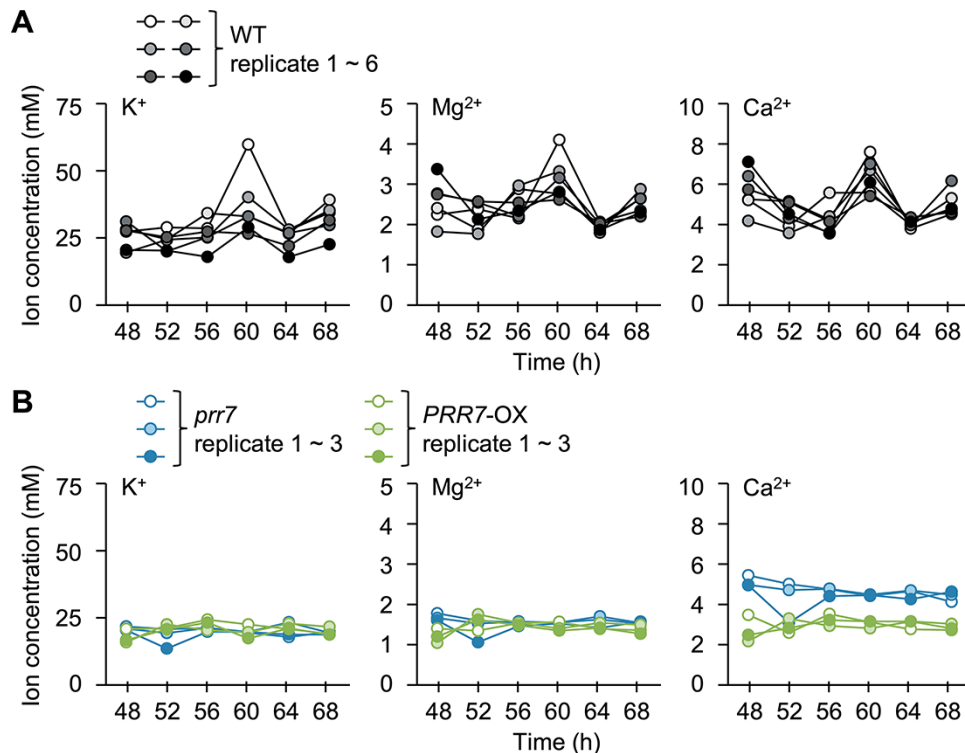 A
WT
replicate 1 ~ 6
Ion concentration (mM)
K⁺
75
50
25
0
48 52 56 60 64 68
Mg²⁺
5
4
3
2
1
0
48 52 56 60 64 68
Ca²⁺
10
8
6
4
2
0
48 52 56 60 64 68
Time (h)
B
prr7
replicate 1 ~ 3
PRR7-OX
replicate 1 ~ 3
Ion concentration (mM)
K⁺
75
50
25
0
48 52 56 60 64 68
Mg²⁺
5
4
3
2
1
0
48 52 56 60 64 68
Ca²⁺
10
8
6
4
2
0
48 52 56 60 64 68
Time (h)